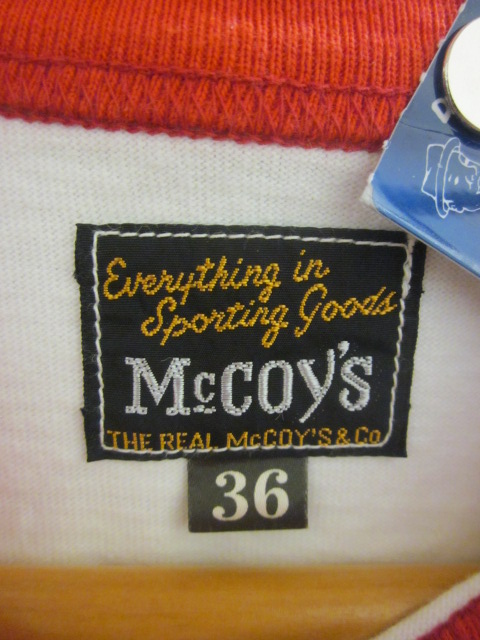 Everything in
Sporting Goods
McCOY'S
THE REAL McCOY'S & Co
36